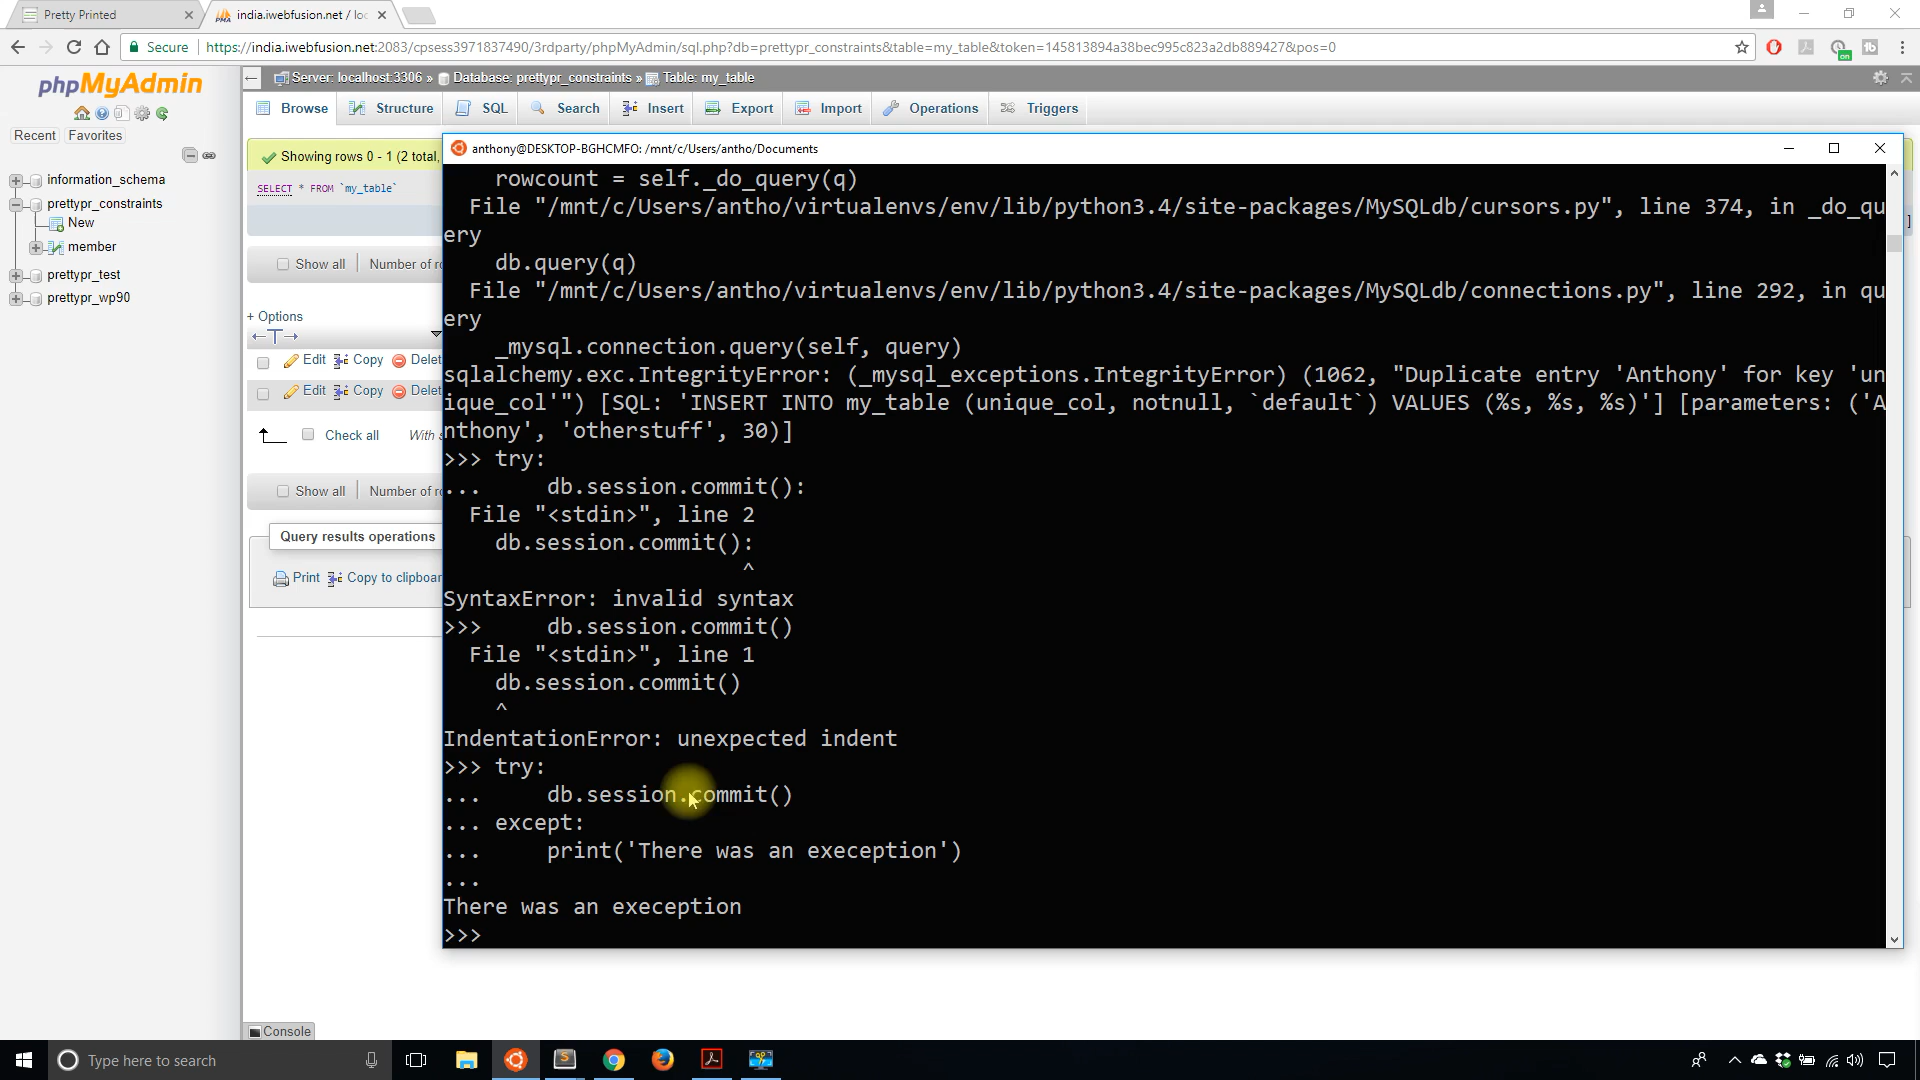 Pretty Printed
india.iwebfusion.net / loc
Secure
https://india.iwebfusion.net:2083/cpsess3971837490/3rdparty/phpMyAdmin/sql.php?db=prettypr_constraints&table=my_table&token=145813894a38bec995c823a2db889427&pos=0
phpMyAdmin
Recent
Favorites
information_schema
prettypr_constraints
New
member
prettypr_test
prettypr_wp90
Server: localhost:3306 » Database: prettypr_constraints » Table: my_table
Browse
Structure
SQL
Search
Insert
Export
Import
Operations
Triggers
Showing rows 0 - 1 (2 total,
SELECT * FROM `my_table`
Show all
Number of ro
+ Options
Edit Copy Delet
Edit Copy Delet
Check all With s
Show all
Number of ro
Query results operations
Print Copy to clipboar
Console
anthony@DESKTOP-BGHCMFO: /mnt/c/Users/antho/Documents
rowcount = self._do_query(q)
File "/mnt/c/Users/antho/virtualenvs/env/lib/python3.4/site-packages/MySQLdb/cursors.py", line 374, in _do_qu
ery
db.query(q)
File "/mnt/c/Users/antho/virtualenvs/env/lib/python3.4/site-packages/MySQLdb/connections.py", line 292, in qu
ery
_mysql.connection.query(self, query)
sqlalchemy.exc.IntegrityError: (_mysql_exceptions.IntegrityError) (1062, "Duplicate entry 'Anthony' for key 'un
ique_col'") [SQL: 'INSERT INTO my_table (unique_col, notnull, `default`) VALUES (%s, %s, %s)'] [parameters: ('A
nthony', 'otherstuff', 30)]
>>> try:
...     db.session.commit():
File "<stdin>", line 2
db.session.commit():
^
SyntaxError: invalid syntax
>>>     db.session.commit()
File "<stdin>", line 1
db.session.commit()
^
IndentationError: unexpected indent
>>> try:
...     db.session.commit()
... except:
...     print('There was an exeception')
...
There was an exeception
>>>
Type here to search